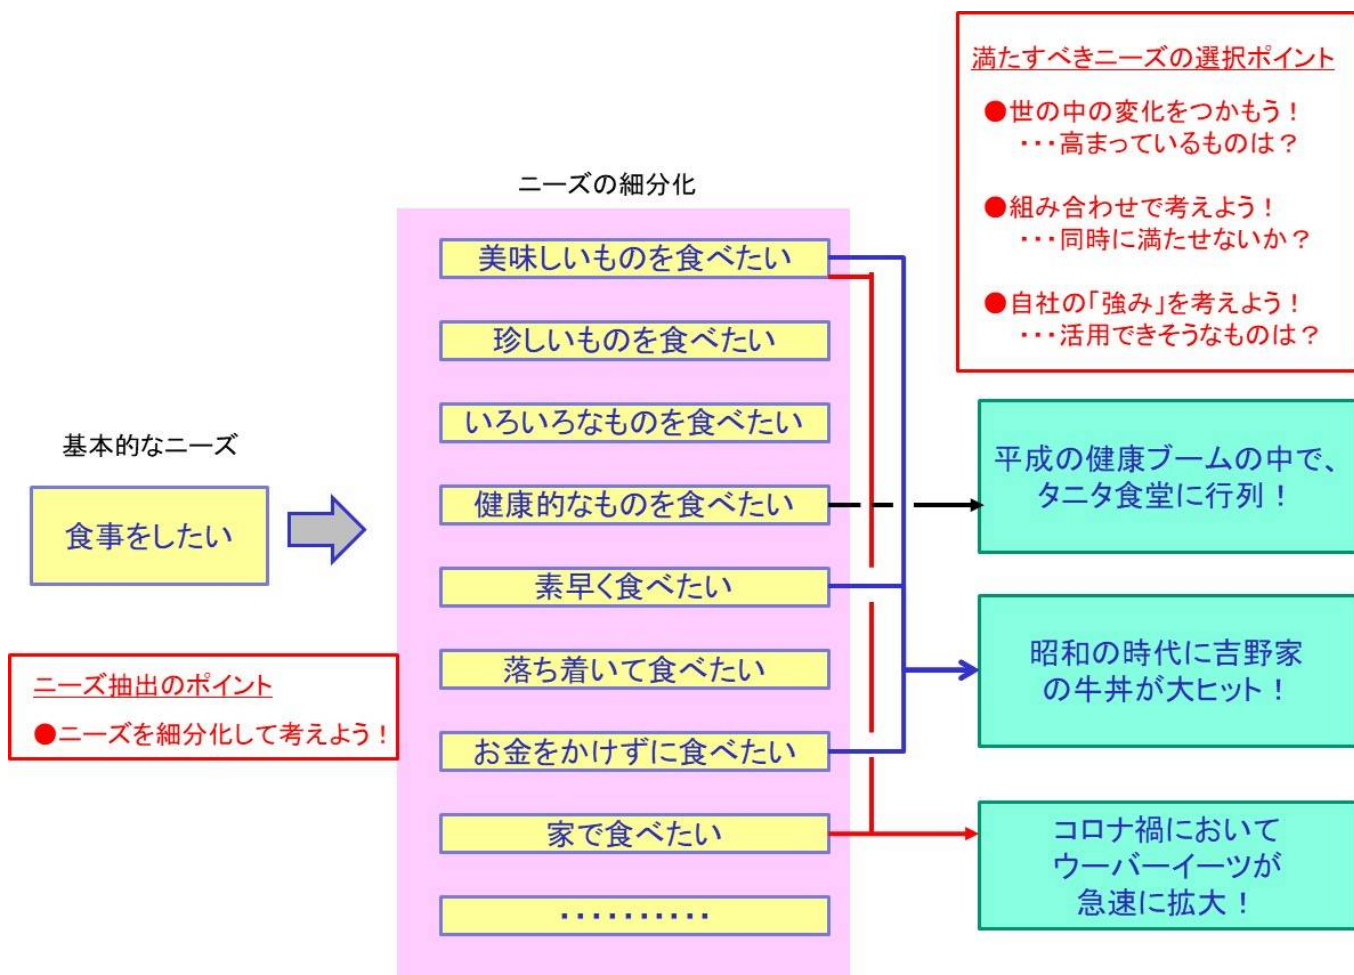 満たすべきニーズの選択ポイント
●世の中の変化をつかもう！
・・・高まっているものは？
●組み合わせで考えよう！
・・・同時に満たせないか？
●自社の「強み」を考えよう！
・・・活用できそうなものは？
ニーズの細分化
美味しいものを食べたい
珍しいものを食べたい
いろいろなものを食べたい
健康的なものを食べたい
素早く食べたい
落ち着いて食べたい
お金をかけずに食べたい
家で食べたい
・・・・・・・・・・
基本的なニーズ
食事をしたい
ニーズ抽出のポイント
●ニーズを細分化して考えよう！
平成の健康ブームの中で、
タニタ食堂に行列！
昭和の時代に吉野家
の牛丼が大ヒット！
コロナ禍において
ウーバーイーツが
急速に拡大！